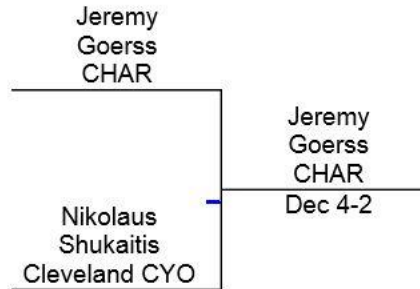 Jeremy
Goerss
CHAR
Jeremy
Goerss
CHAR
Dec 4-2
Nikolaus
Shukaitis
Cleveland CYO